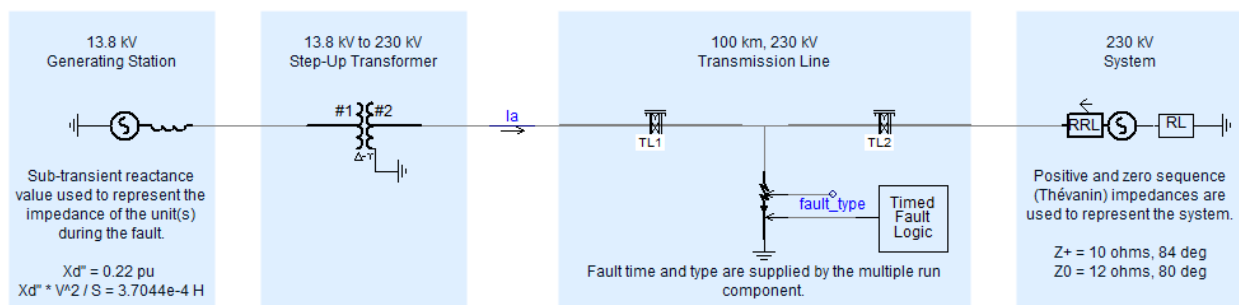 13.8 kV
Generating Station
Sub-transient reactance
value used to represent the
impedance of the unit(s)
during the fault.
Xd" = 0.22 pu
Xd" * V^2 / S = 3.7044e-4 H
13.8 kV to 230 kV
Step-Up Transformer
#1 #2
Δ-Y
Ia
100 km, 230 kV
Transmission Line
TL1
TL2
fault_type
Timed
Fault
Logic
Fault time and type are supplied by the multiple run
component.
230 kV
System
RRL
RL
Positive and zero sequence
(Thévanin) impedances are
used to represent the system.
Z+ = 10 ohms, 84 deg
Z0 = 12 ohms, 80 deg